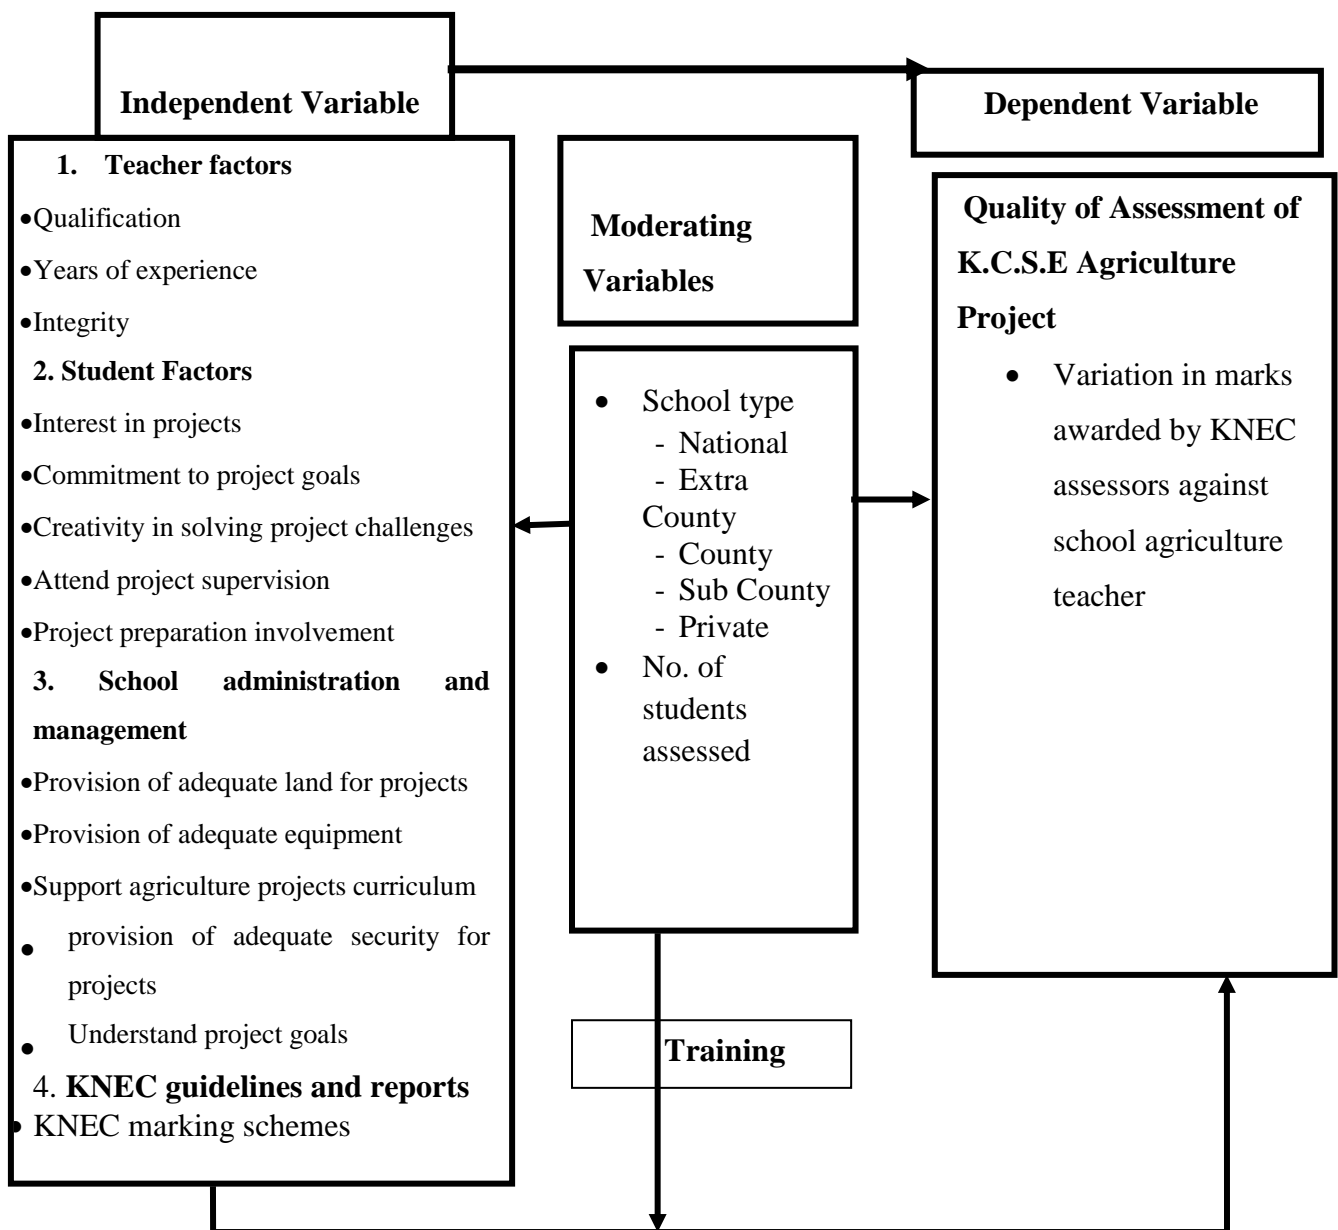 Independent Variable
Dependent Variable
1. Teacher factors
•Qualification
•Years of experience
•Integrity
2. Student Factors
•Interest in projects
•Commitment to project goals
•Creativity in solving project challenges
•Attend project supervision
•Project preparation involvement
3. School administration and
management
•Provision of adequate land for projects
•Provision of adequate equipment
•Support agriculture projects curriculum
• provision of adequate security for
projects
• Understand project goals
4. KNEC guidelines and reports
• KNEC marking schemes
Moderating
Variables
• School type
- National
- Extra
County
- County
- Sub County
- Private
• No. of
students
assessed
Training
Quality of Assessment of
K.C.S.E Agriculture
Project
• Variation in marks
awarded by KNEC
assessors against
school agriculture
teacher